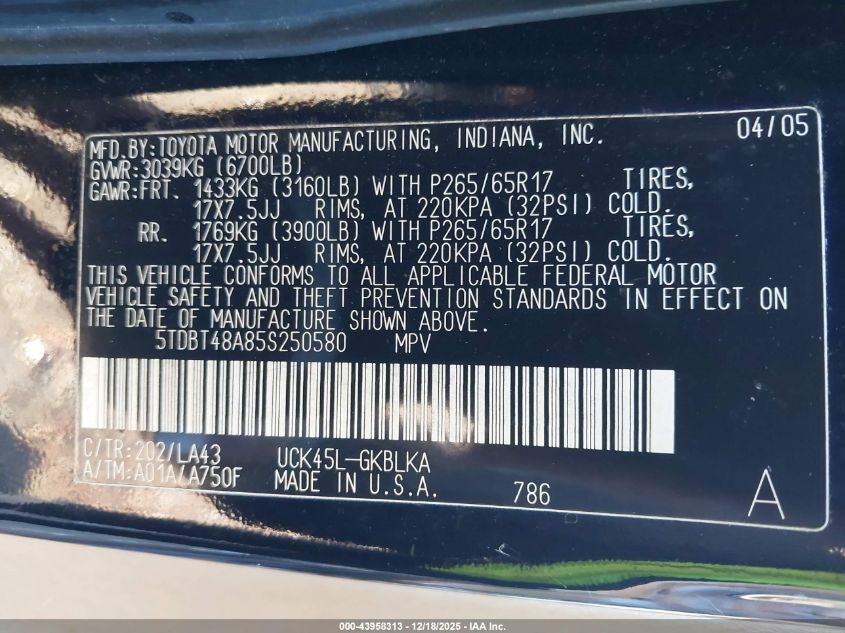 MFD.BY:TOYOTA MOTOR MANUFACTURING, INDIANA, INC. 04/05
GVWR:3039KG (6700LB)
GAWR:FRT. 1433KG (3160LB) WITH P265/65R17 TIRES,
17X7.5JJ RIMS, AT 220KPA (32PSI) COLD.
RR. 1769KG (3900LB) WITH P265/65R17 TIRES,
17X7.5JJ RIMS, AT 220KPA (32PSI) COLD.
THIS VEHICLE CONFORMS TO ALL APPLICABLE FEDERAL MOTOR
VEHICLE SAFETY AND THEFT PREVENTION STANDARDS IN EFFECT ON
THE DATE OF MANUFACTURE SHOWN ABOVE.
5TDBT48A85S250580 MPV
C/TR:202/LA43 UCK45L-GKBLKA
A/TM:A01A/A750F MADE IN U.S.A. 786 A
000-43958313 - 12/18/2025 - IAA Inc.